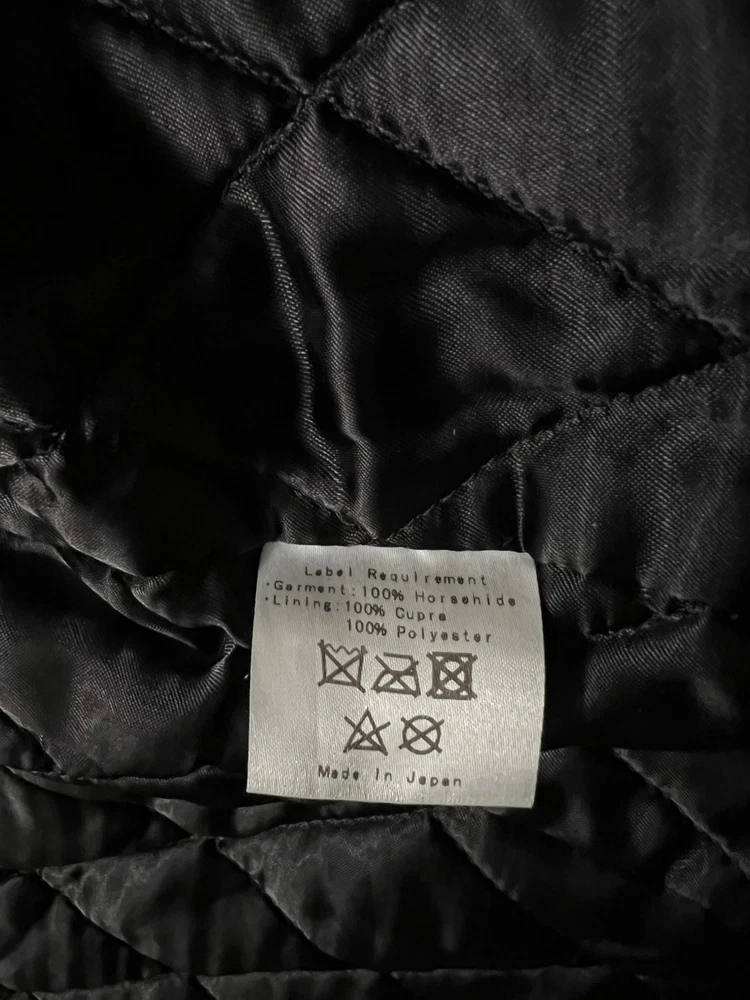 Label Requirement
·Garment:100% Horsehide
·Lining:100% Cupra
100% Polyester
Made In Japan